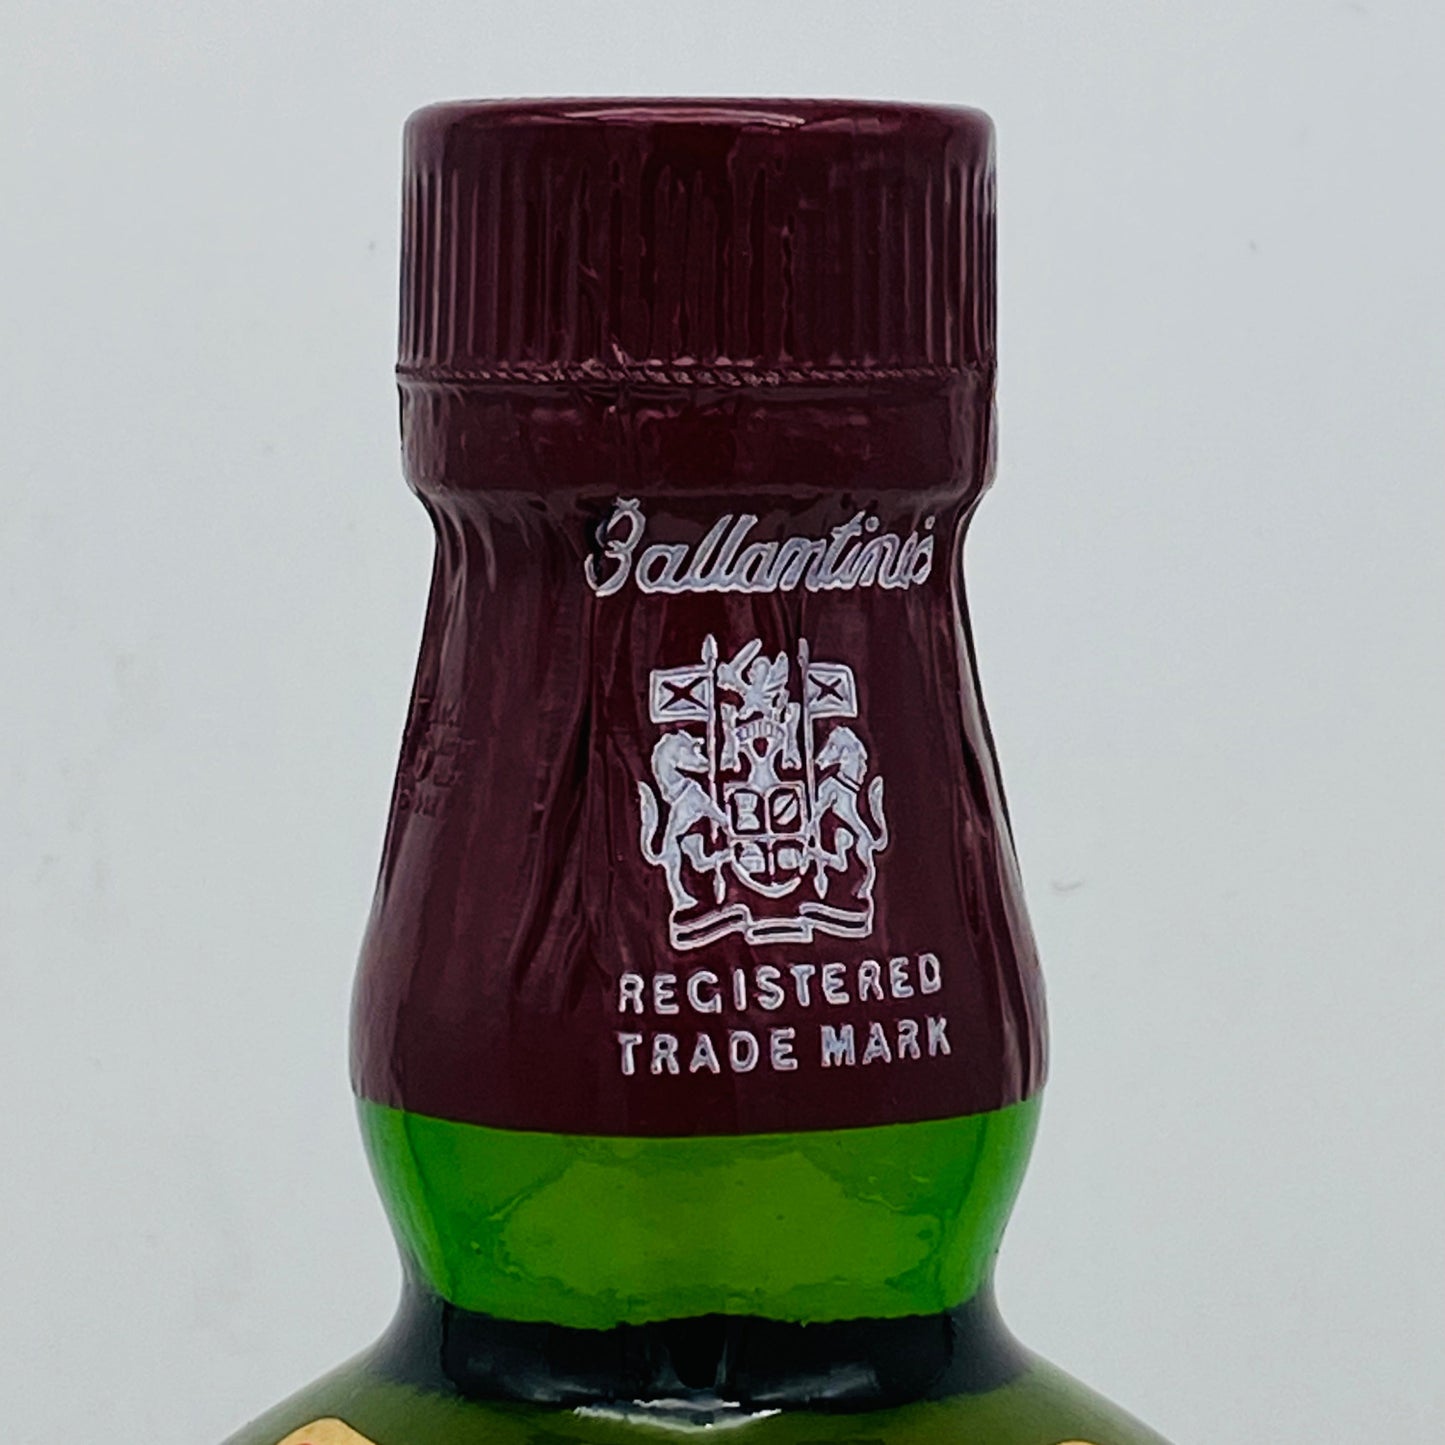 Ballantine's
REGISTERED
TRADE MARK